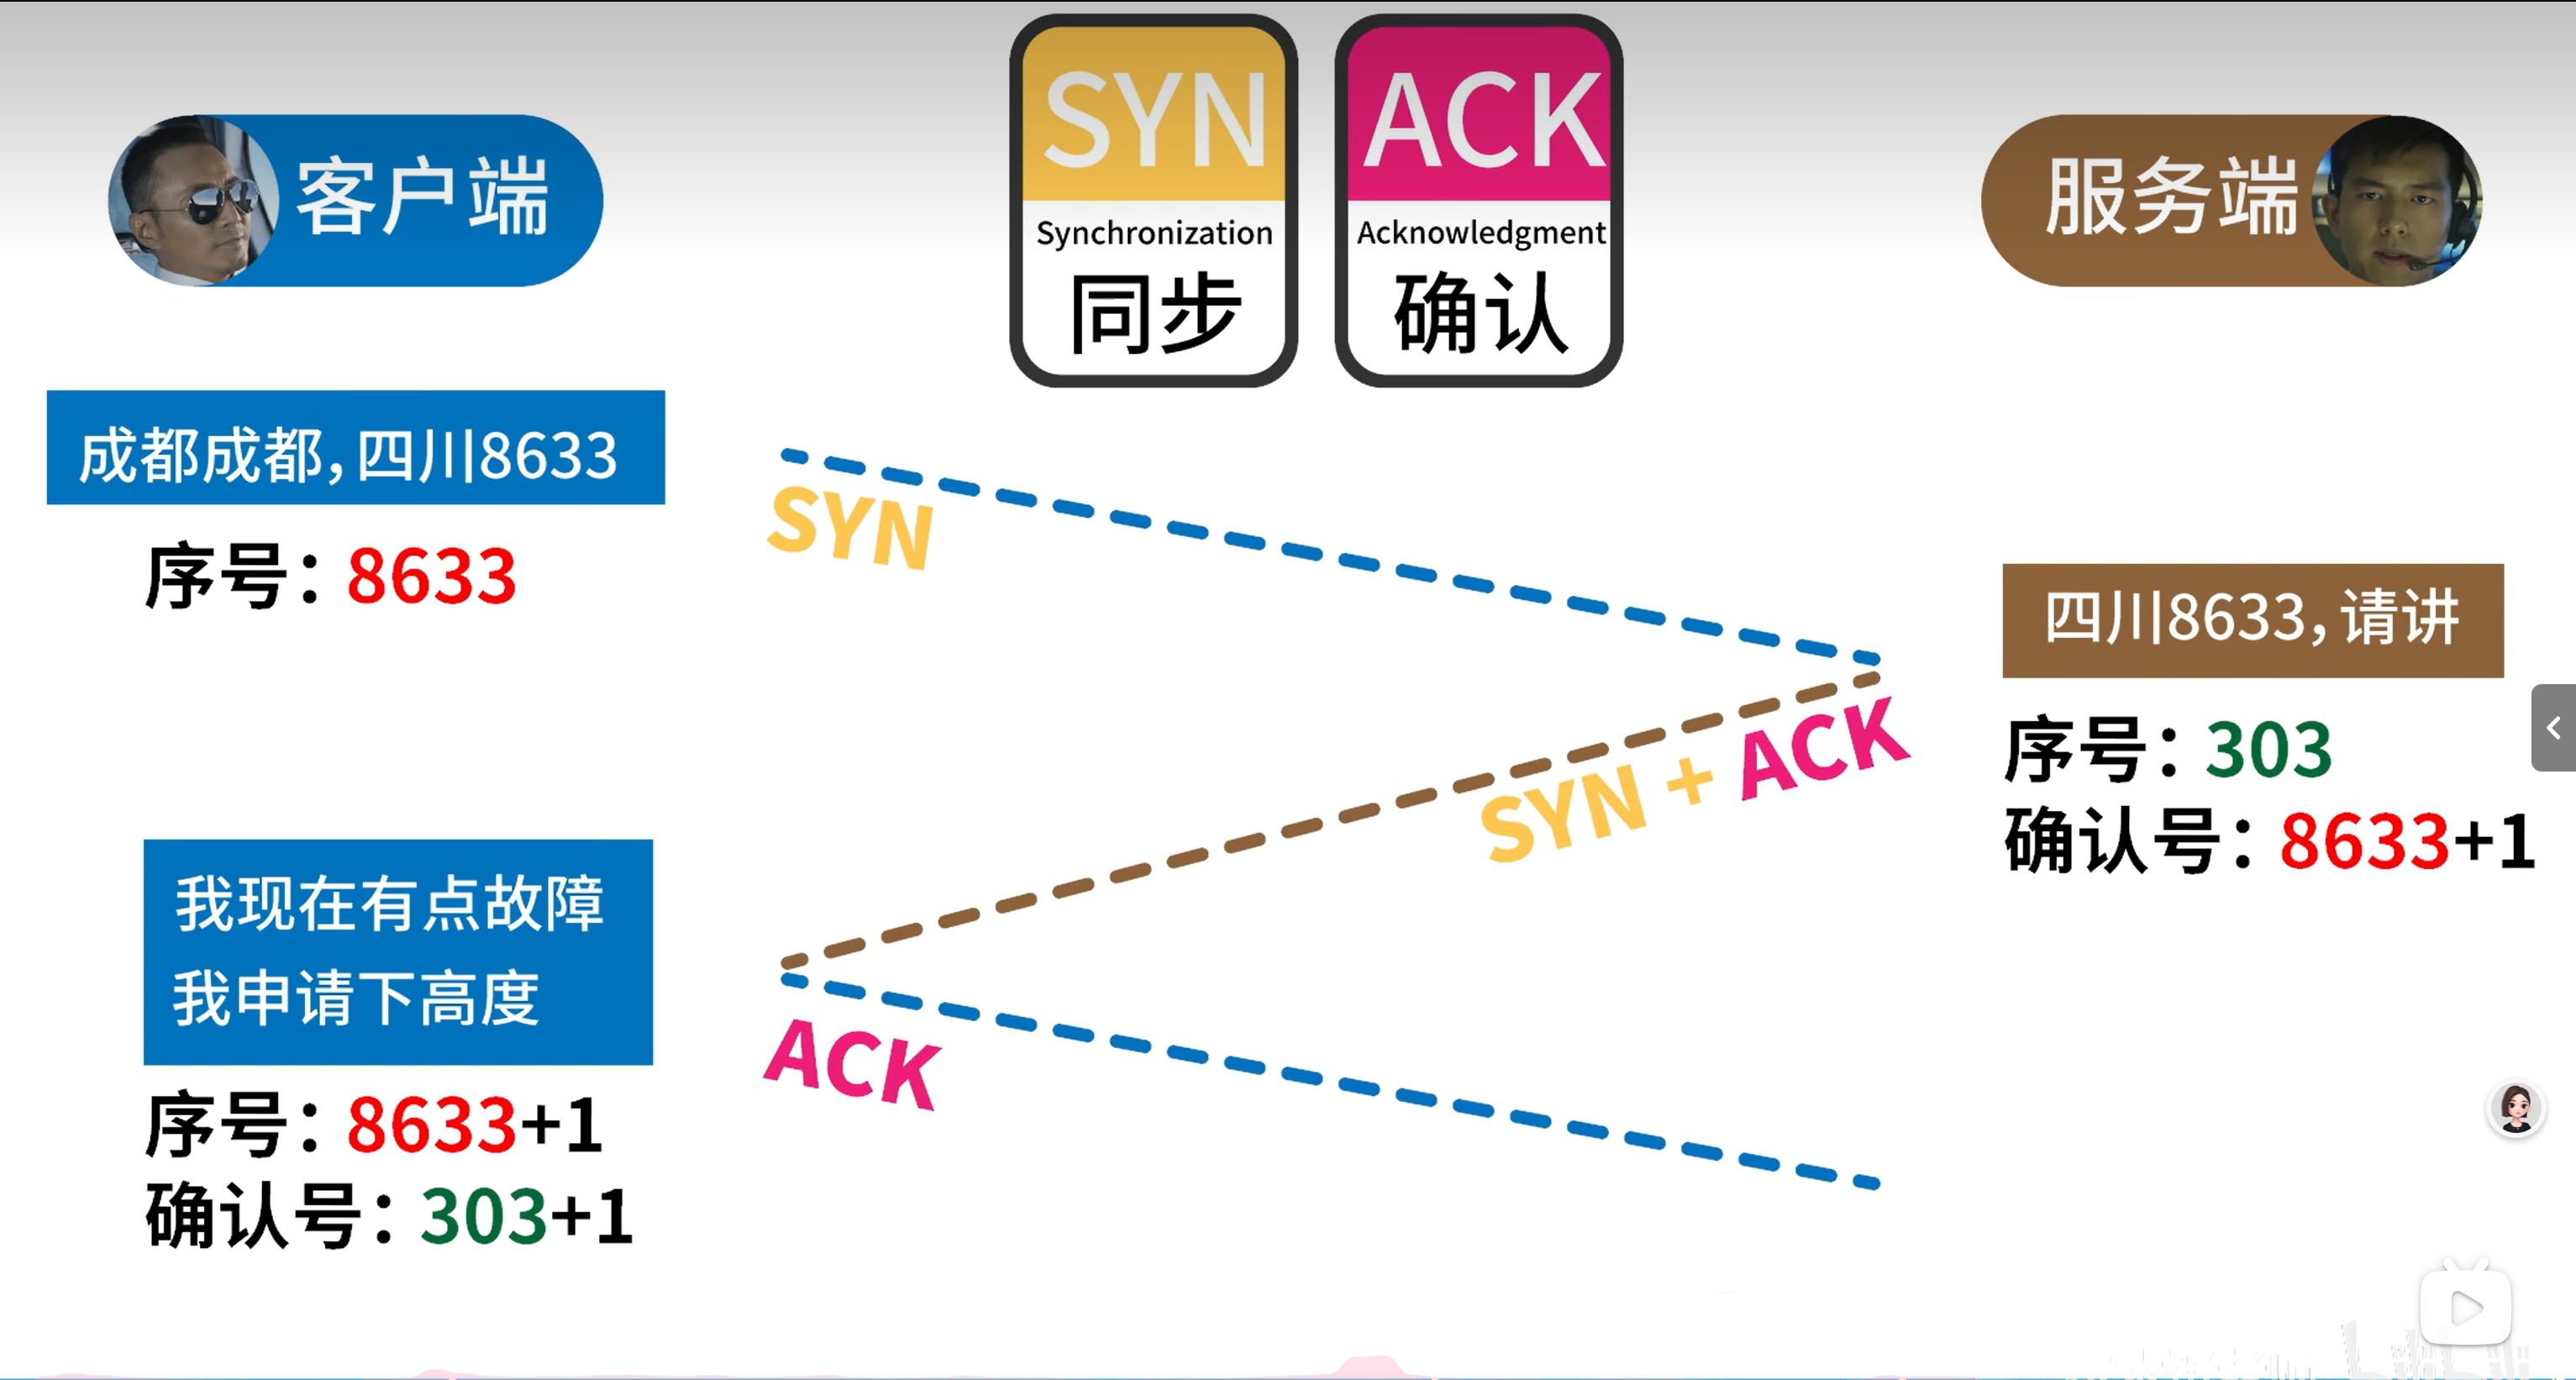 SYN
Synchronization
同步
ACK
Acknowledgment
确认
客户端
服务端
成都成都，四川8633
序号：8633
SYN
四川8633，请讲
序号：303
确认号：8633+1
SYN + ACK
我现在有点故障
我申请下高度
序号：8633+1
确认号：303+1
ACK